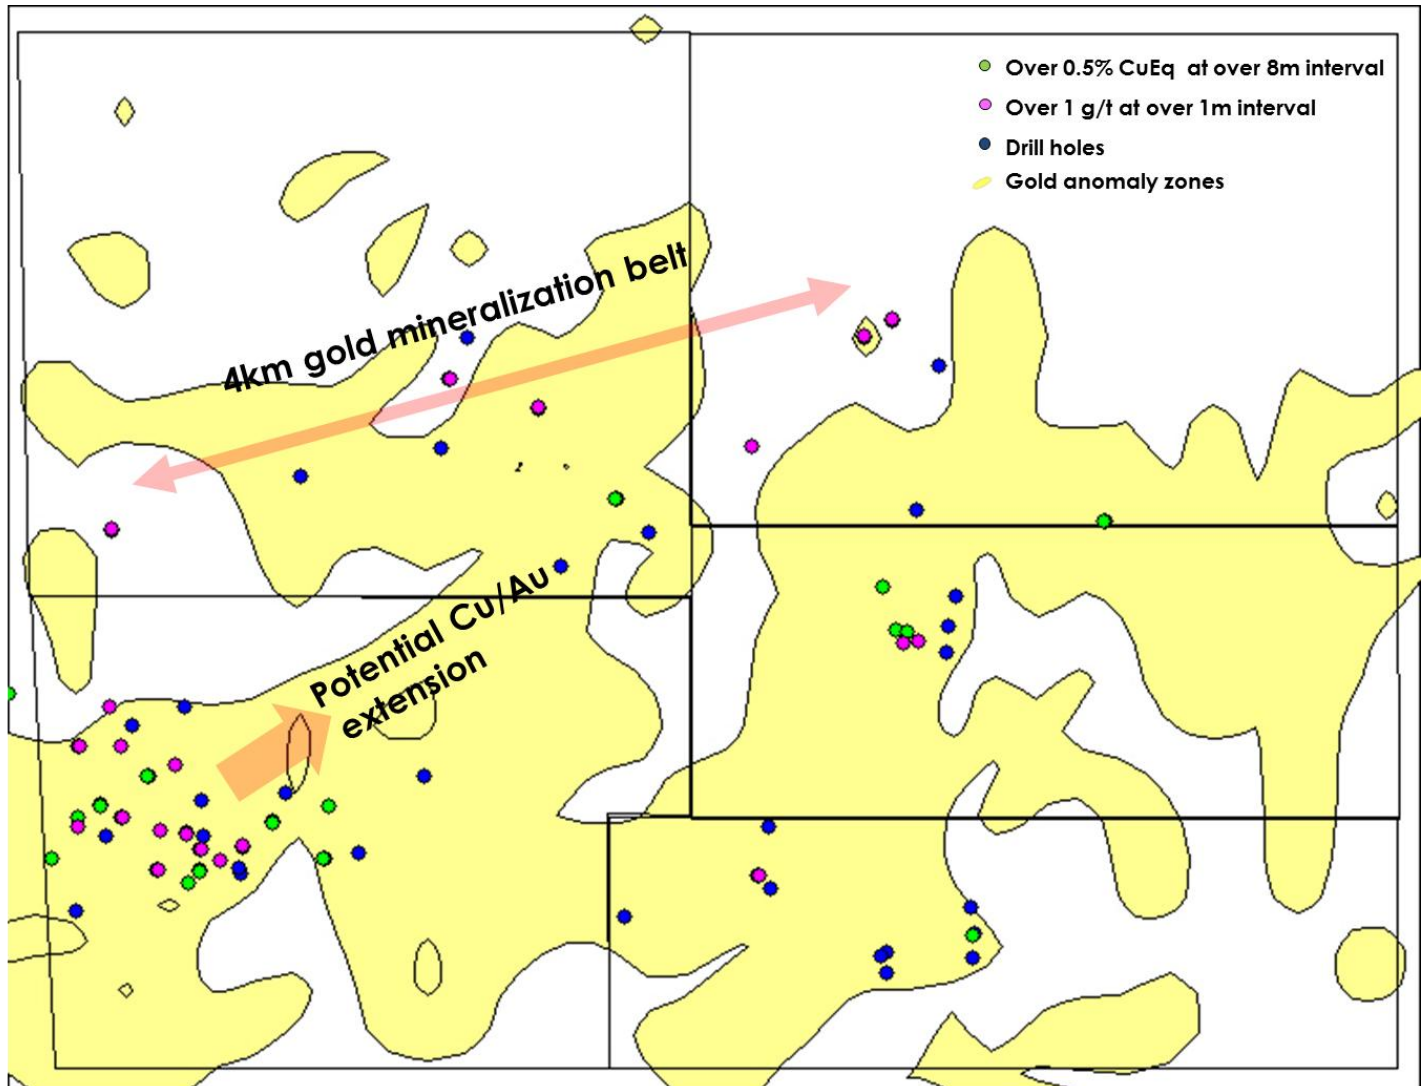 Over 0.5% CuEq at over 8m interval
Over 1 g/t at over 1m interval
Drill holes
Gold anomaly zones
4km gold mineralization belt
Potential Cu/Au
extension